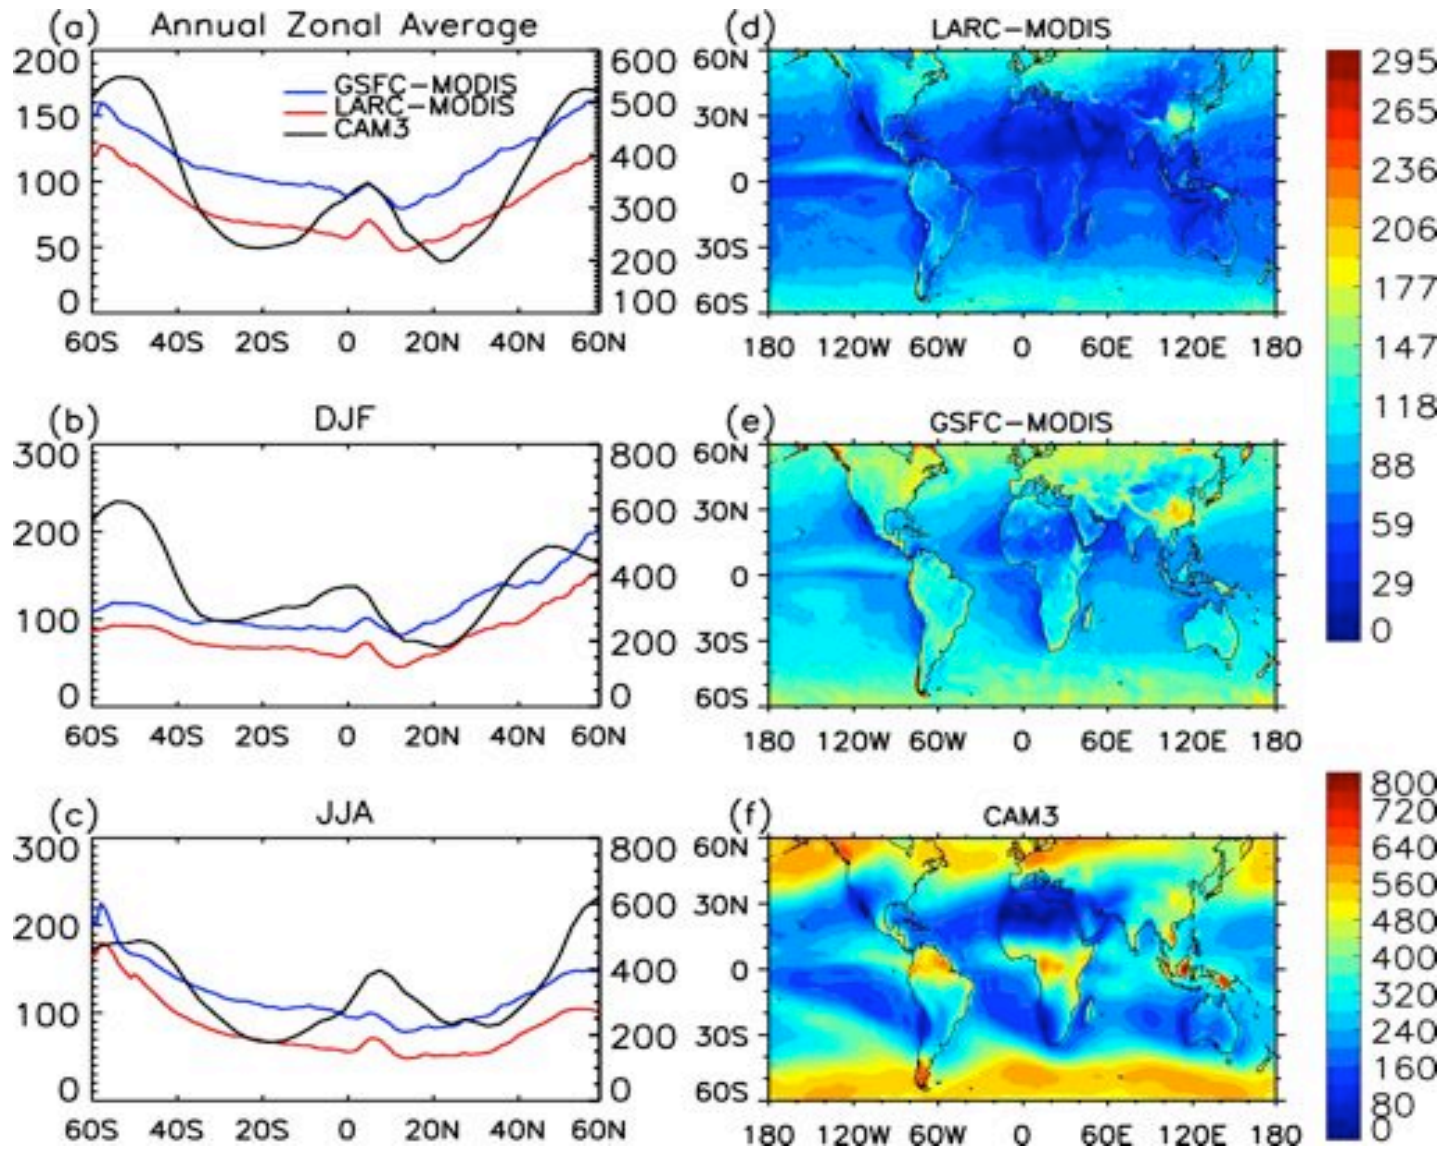 (a) Annual Zonal Average
200
150
100
50
0
600
500
400
300
200
100
GSFC-MODIS
LARC-MODIS
CAM3
60S 40S 20S 0 20N 40N 60N
(b) DJF
300
200
100
0
800
600
400
200
0
60S 40S 20S 0 20N 40N 60N
(c) JJA
300
200
100
0
800
600
400
200
0
60S 40S 20S 0 20N 40N 60N
(d) LARC-MODIS
60N
30N
0
30S
60S
180 120W 60W 0 60E 120E 180
(e) GSFC-MODIS
60N
30N
0
30S
60S
180 120W 60W 0 60E 120E 180
(f) CAM3
60N
30N
0
30S
60S
180 120W 60W 0 60E 120E 180
295
265
236
206
177
147
118
88
59
29
0
800
720
640
560
480
400
320
240
160
80
0